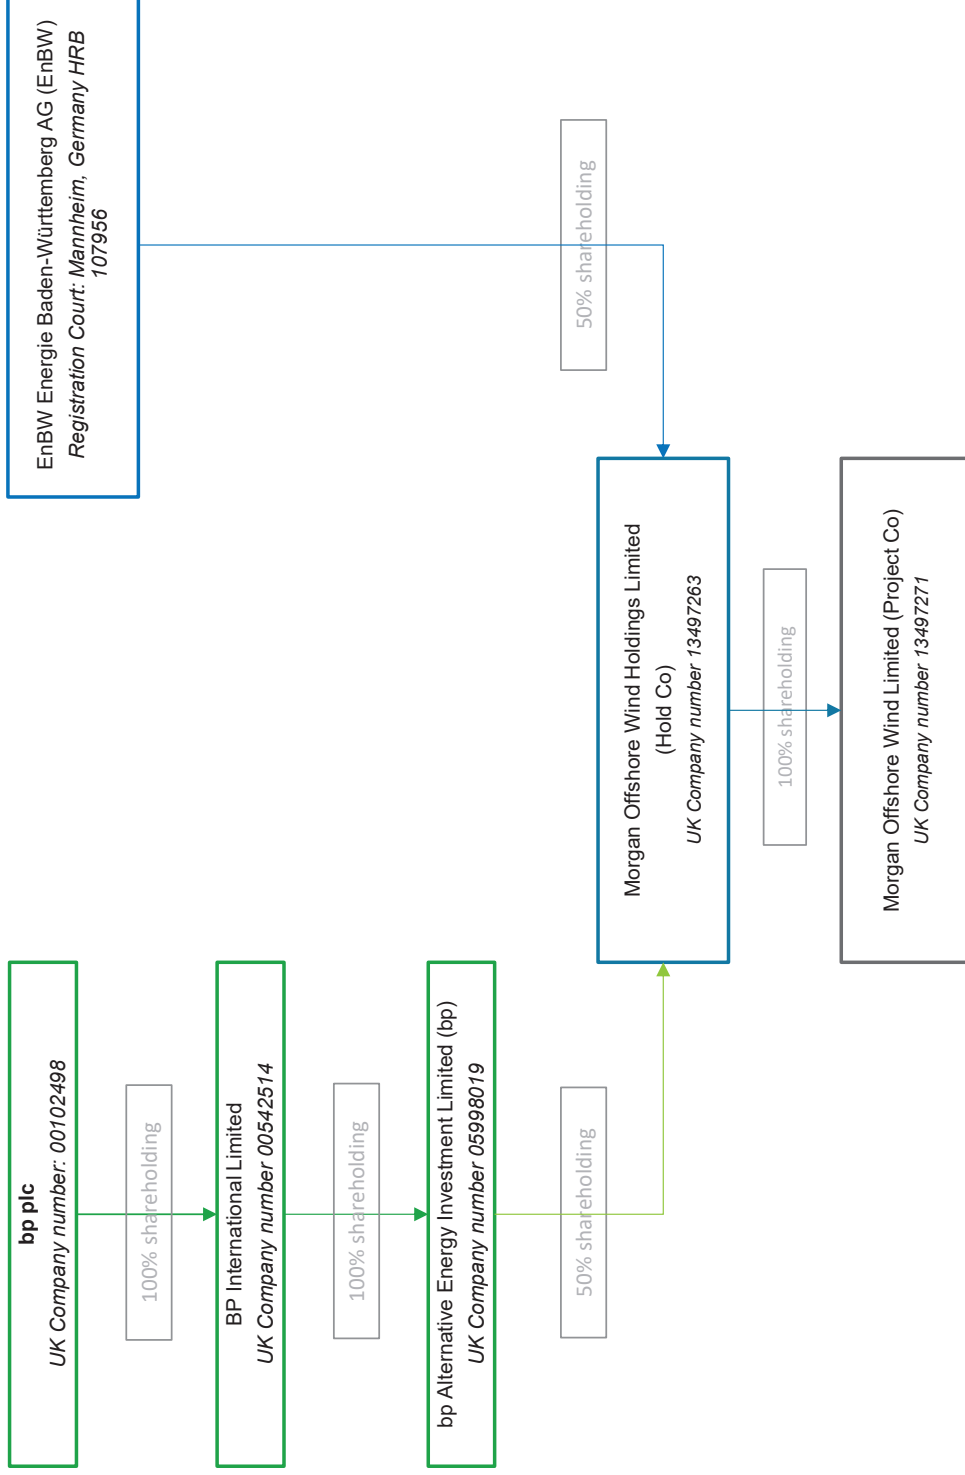 bp plc
UK Company number: 00102498
100% shareholding
BP International Limited
UK Company number 00542514
100% shareholding
bp Alternative Energy Investment Limited (bp)
UK Company number 05998019
50% shareholding
EnBW Energie Baden-Württemberg AG (EnBW)
Registration Court: Mannheim, Germany HRB
107956
50% shareholding
Morgan Offshore Wind Holdings Limited
(Hold Co)
UK Company number 13497263
100% shareholding
Morgan Offshore Wind Limited (Project Co)
UK Company number 13497271